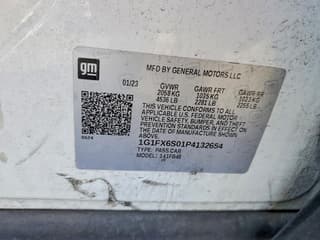 gm
MFD BY GENERAL MOTORS LLC
01/23
GVWR GAWR FRT GAWR RR
2058 KG 1035 KG 1023 KG
4536 LB 2281 LB 2255 LB
THIS VEHICLE CONFORMS TO ALL
APPLICABLE U.S. FEDERAL MOTOR
VEHICLE SAFETY, BUMPER, AND THEFT
PREVENTION STANDARDS IN EFFECT
ON THE DATE OF MANUFACTURE SHOWN
ABOVE.
1G1FX6S01P4132654
TYPE: PASS CAR
MODEL: 1FB48